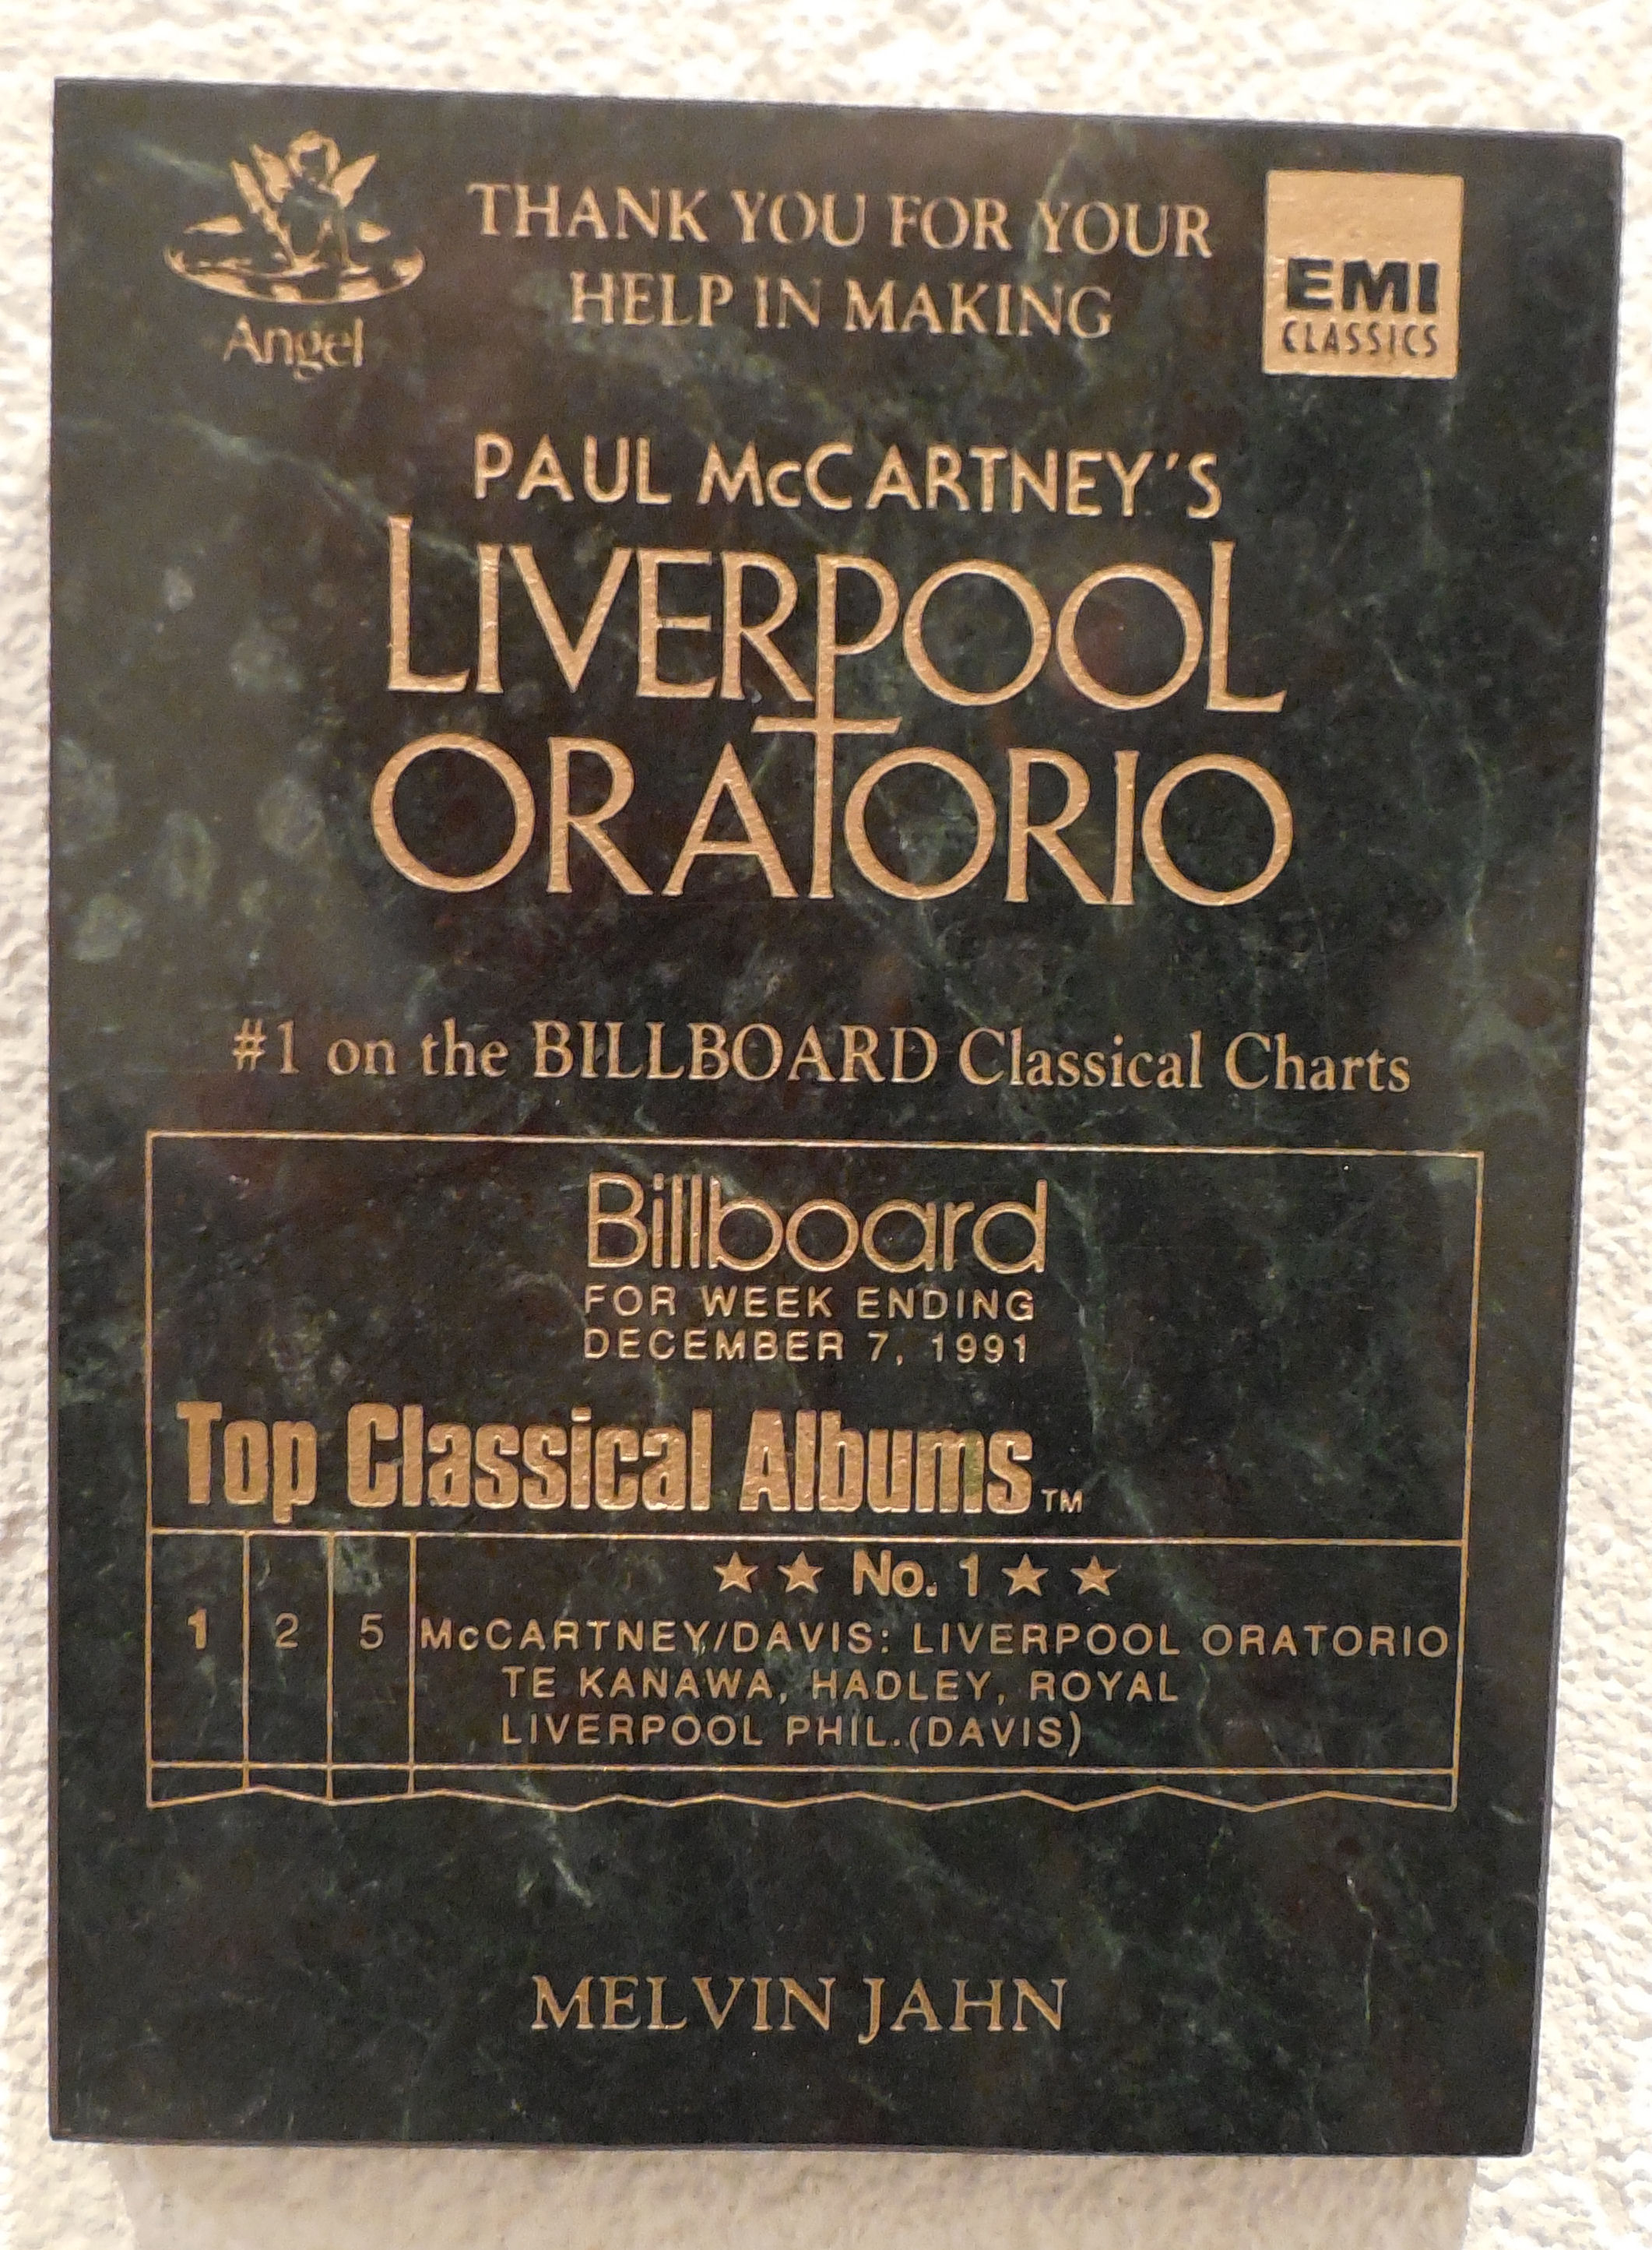 Angel
THANK YOU FOR YOUR
HELP IN MAKING
EMI
CLASSICS
PAUL McCARTNEY'S
LIVERPOOL
ORATORIO
#1 on the BILLBOARD Classical Charts
Billboard
FOR WEEK ENDING
DECEMBER 7, 1991
Top Classical Albums™
★ ★ No. 1 ★ ★
1 2 5 McCARTNEY/DAVIS: LIVERPOOL ORATORIO
TE KANAWA, HADLEY, ROYAL
LIVERPOOL PHIL.(DAVIS)
MELVIN JAHN